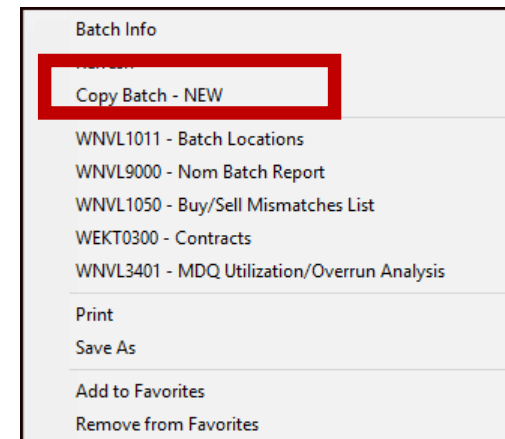 Batch Info
Copy Batch - NEW
WNVL1011 - Batch Locations
WNVL9000 - Nom Batch Report
WNVL1050 - Buy/Sell Mismatches List
WEKT0300 - Contracts
WNVL3401 - MDQ Utilization/Overrun Analysis
Print
Save As
Add to Favorites
Remove from Favorites